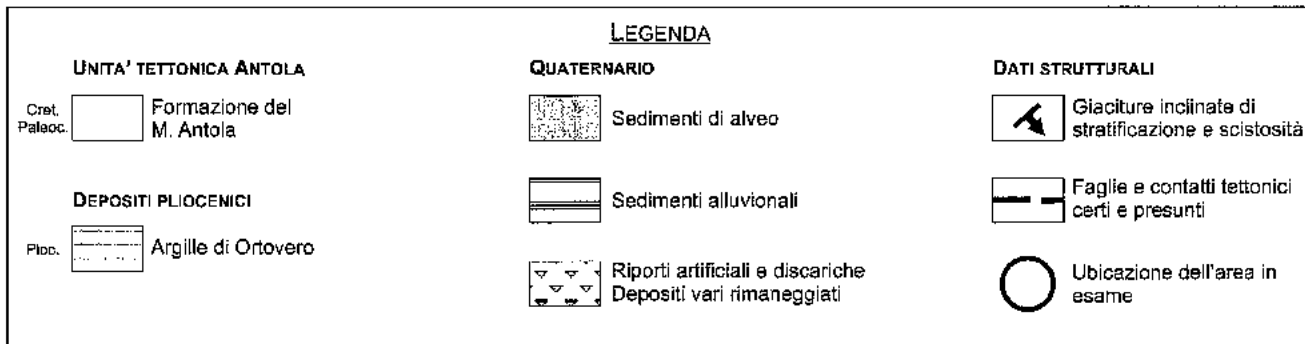 LEGENDA
UNITA' TETTONICA ANTOLA
Cret.
Paleoc.
Formazione del
M. Antola
DEPOSITI PLIOCENICI
Plioc.
Argille di Ortovero
QUATERNARIO
Sedimenti di alveo
Sedimenti alluvionali
Riporti artificiali e discariche
Depositi vari rimaneggiati
DATI STRUTTURALI
Giaciture inclinate di
stratificazione e scistosità
Faglie e contatti tettonici
certi e presunti
Ubicazione dell'area in
esame